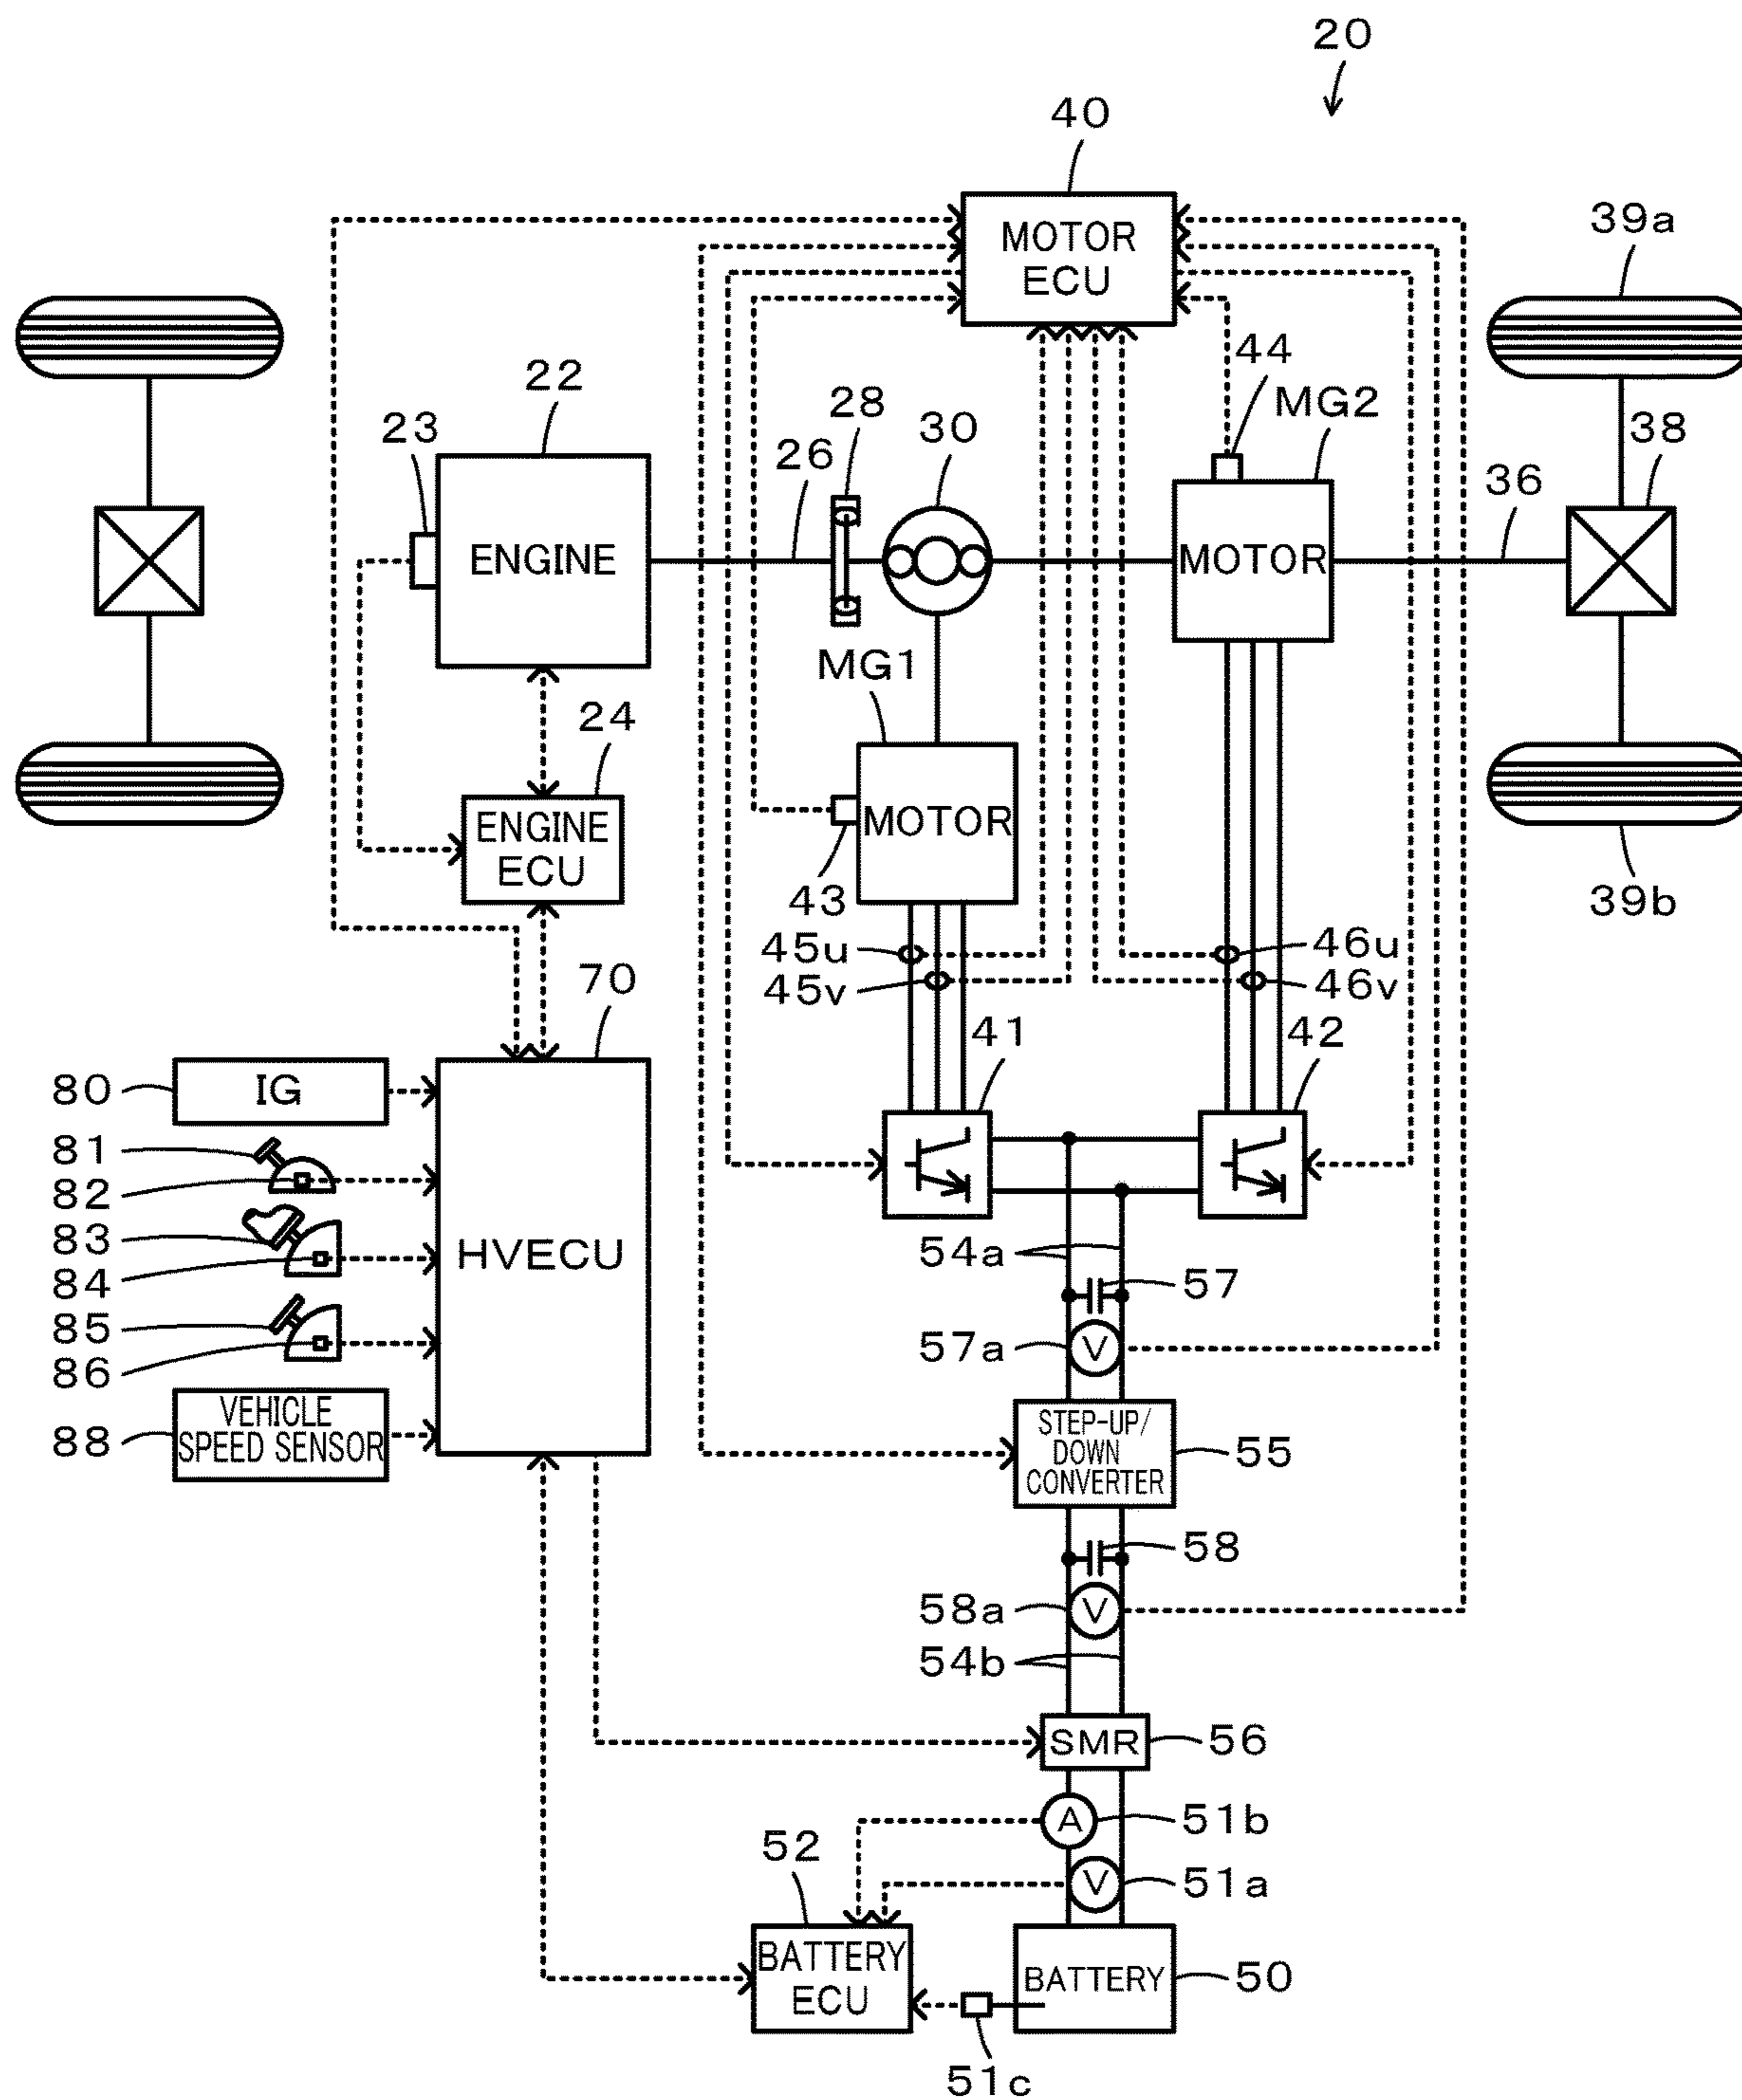 20
40
MOTOR
ECU
39a
44
22
28
MG2
23
26
30
38
36
ENGINE
MOTOR
MG1
24
ENGINE
ECU
MOTOR
43
39b
45u
46u
45v
46v
70
41
42
80
IG
81
82
83
84
HVECU
85
86
88
VEHICLE
SPEED SENSOR
54a
57
57a
V
STEP-UP/
DOWN
CONVERTER
55
58
58a
V
54b
SMR
56
A
51b
52
V
51a
BATTERY
ECU
BATTERY
50
51c